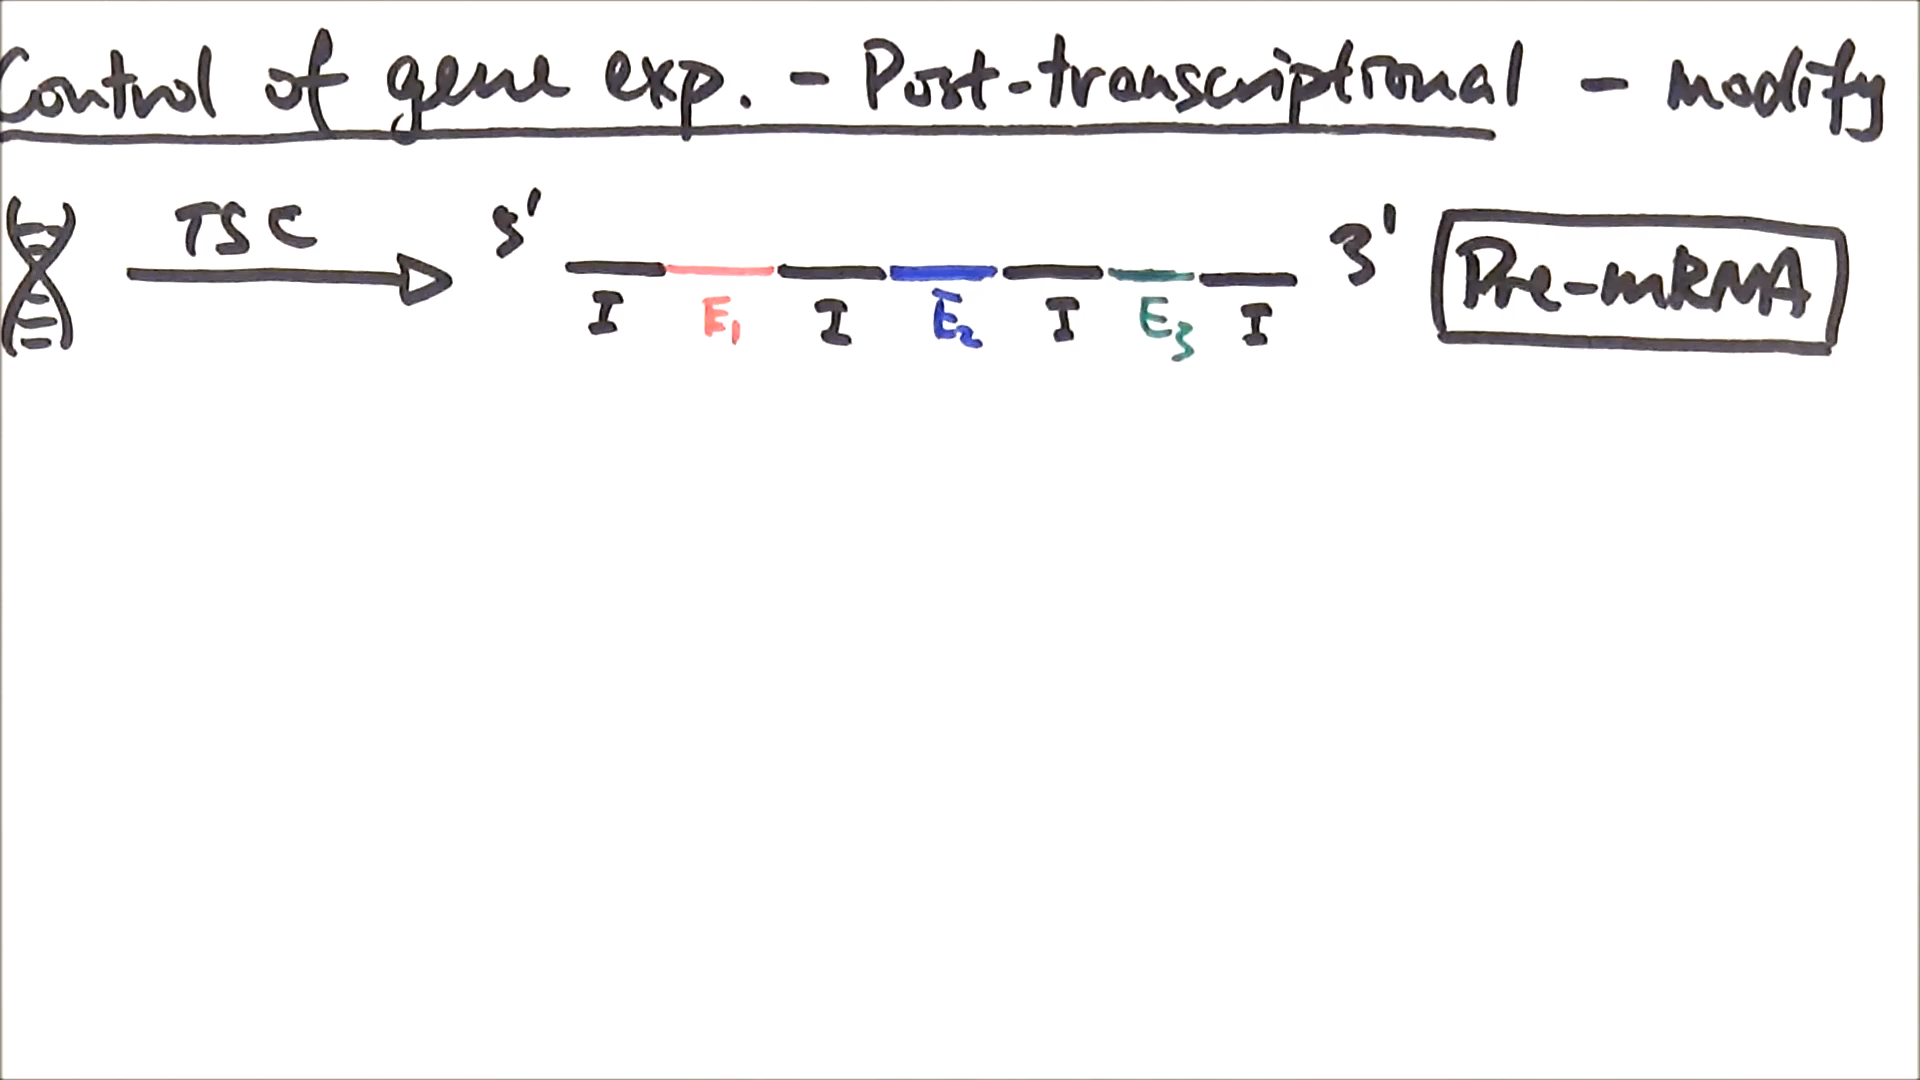 Control of gene exp. - Post-transcriptional - modify
TSC 5' 3' Pre-mRNA
I E1 I E2 I E3 I